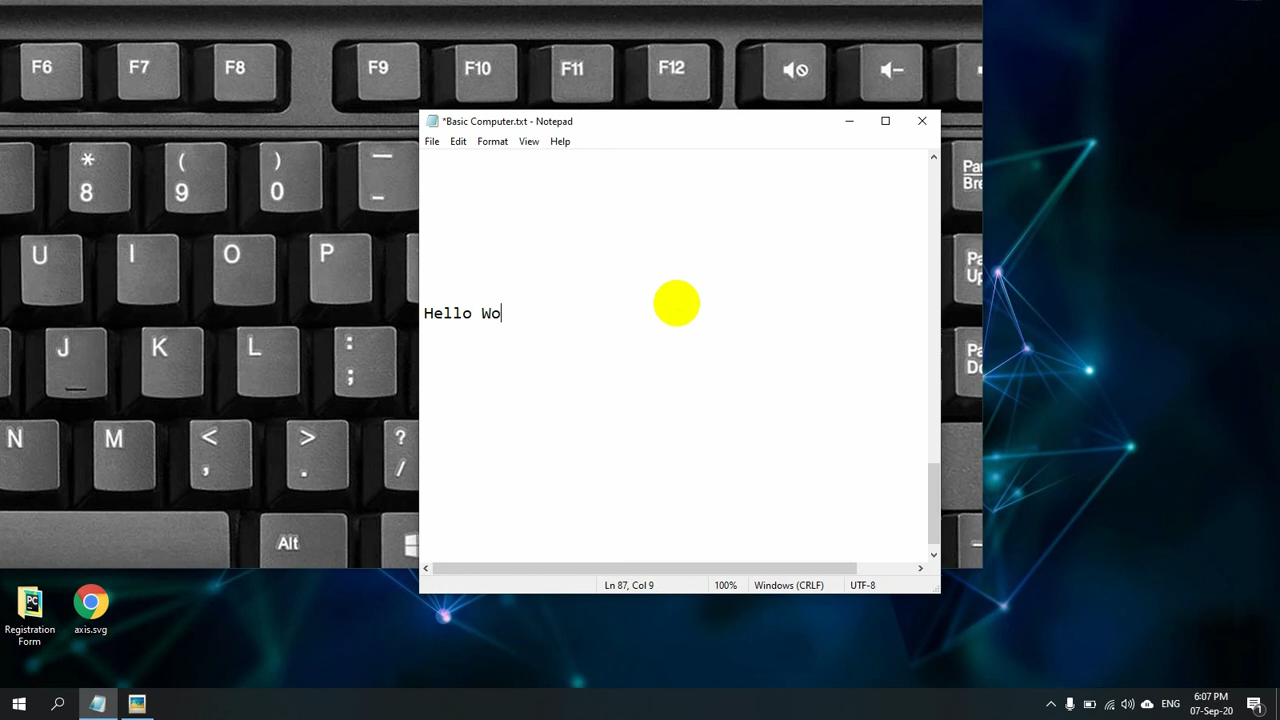 F6 F7 F8 F9 F10 F11 F12
*Basic Computer.txt - Notepad
File Edit Format View Help
* ( )
8 9 0
U I O P
Hello Wo
J K L : ;
N M < , > . ? /
Alt
Ln 87, Col 9 100% Windows (CRLF) UTF-8
PC
Registration
Form
axis.svg
ENG
6:07 PM
07-Sep-20
1